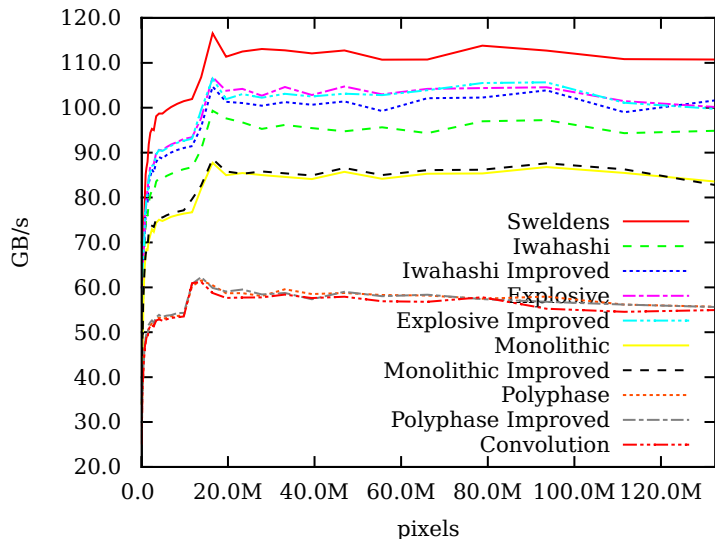 120.0
110.0
100.0
90.0
80.0
70.0
60.0
50.0
40.0
30.0
20.0
GB/s
Sweldens
Iwahashi
Iwahashi Improved
Explosive
Explosive Improved
Monolithic
Monolithic Improved
Polyphase
Polyphase Improved
Convolution
0.0 20.0M 40.0M 60.0M 80.0M 100.0M 120.0M
pixels